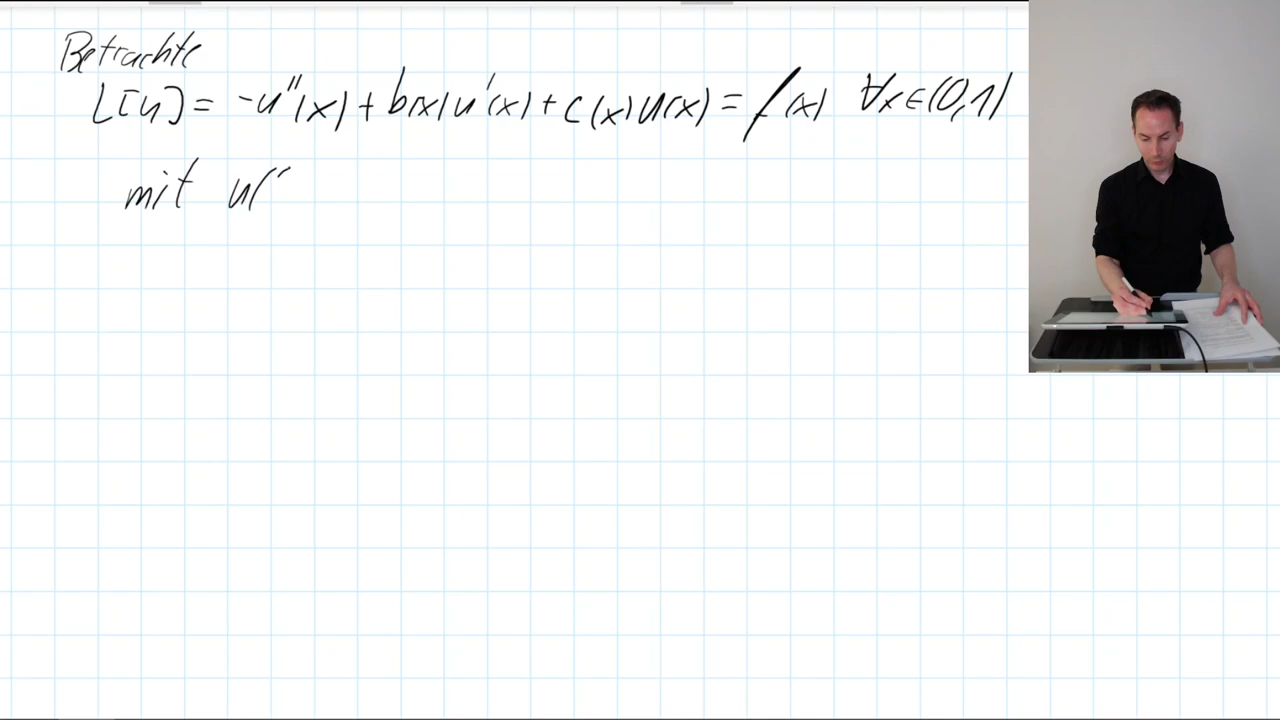 Betrachte
L[u] = -u''(x) + b(x)u'(x) + c(x)u(x) = f(x) ∀x∈(0,1)
mit u(